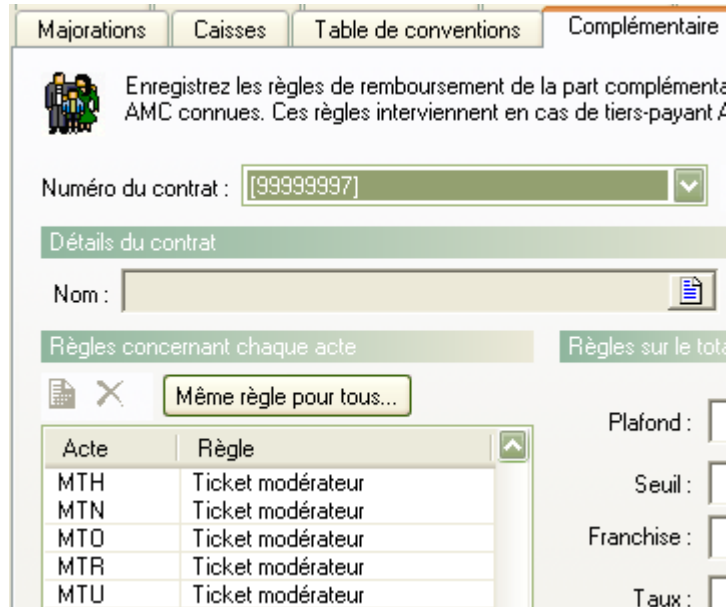 Majorations Caisses Table de conventions Complémentaire
Enregistrez les règles de remboursement de la part
AMC connues. Ces règles interviennent en cas de tiers-payant
Numéro du contrat : [99999997]
Détails du contrat
Nom :
Règles concernant chaque acte Règles sur le
Même règle pour tous...
Plafond :
Acte Règle
MTH Ticket modérateur
Seuil :
MTN Ticket modérateur
MTO Ticket modérateur
Franchise :
MTR Ticket modérateur
MTU Ticket modérateur
Taux :